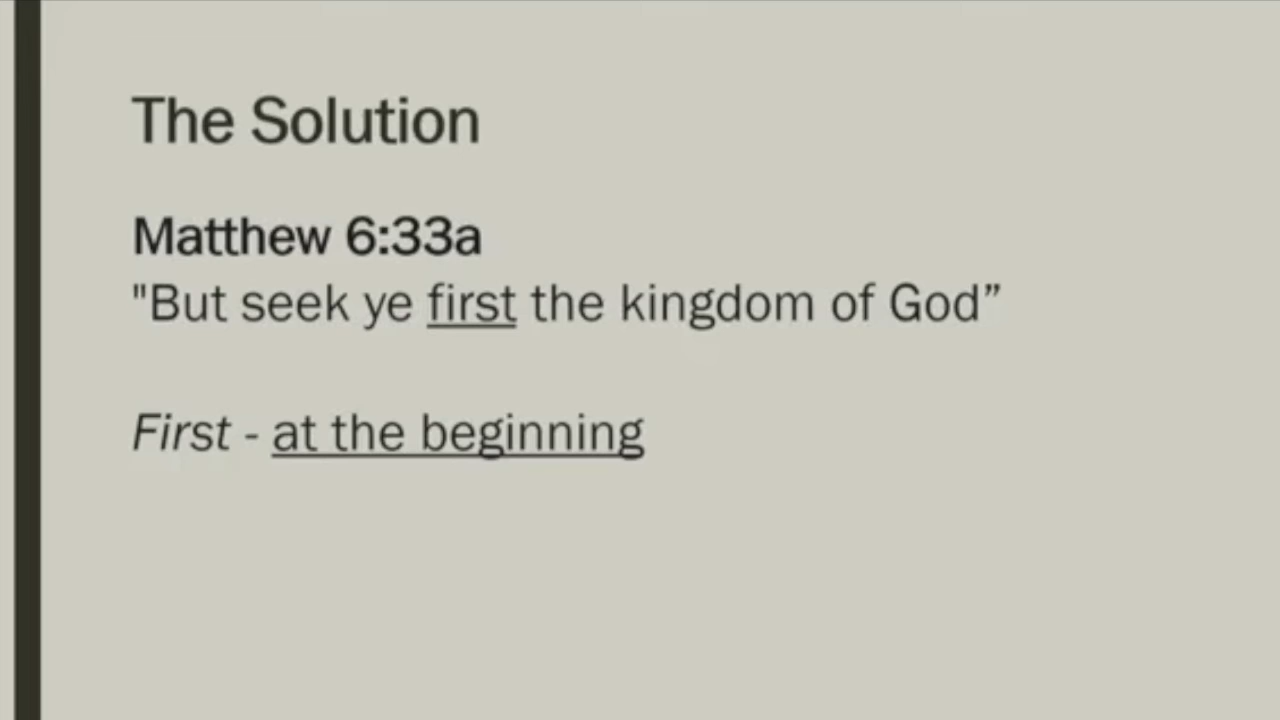 The Solution
Matthew 6:33a
"But seek ye first the kingdom of God”
First - at the beginning